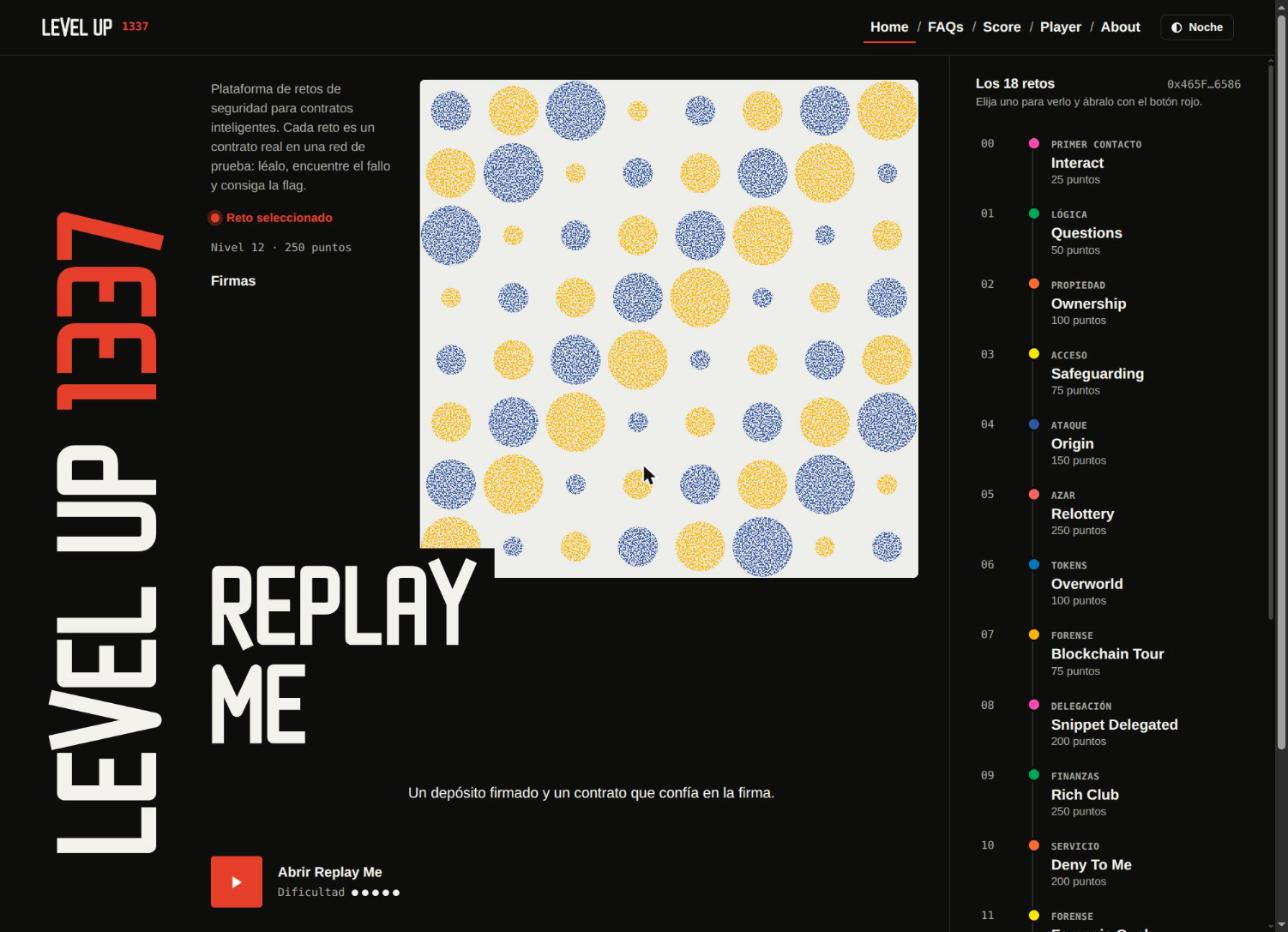 LEVEL UP 1337
Home / FAQs / Score / Player / About
Noche
LEVEL UP 1337
Plataforma de retos de
seguridad para contratos
inteligentes. Cada reto es un
contrato real en una red de
prueba: léalo, encuentre el fallo
y consiga la flag.
Reto seleccionado
Nivel 12 · 250 puntos
Firmas
REPLAY
ME
Un depósito firmado y un contrato que confía en la firma.
Abrir Replay Me
Dificultad
Los 18 retos
0x465F…6586
Elija uno para verlo y ábralo con el botón rojo.
00
PRIMER CONTACTO
Interact
25 puntos
01
LÓGICA
Questions
50 puntos
02
PROPIEDAD
Ownership
100 puntos
03
ACCESO
Safeguarding
75 puntos
04
ATAQUE
Origin
150 puntos
05
AZAR
Relottery
250 puntos
06
TOKENS
Overworld
100 puntos
07
FORENSE
Blockchain Tour
75 puntos
08
DELEGACIÓN
Snippet Delegated
200 puntos
09
FINANZAS
Rich Club
250 puntos
10
SERVICIO
Deny To Me
200 puntos
11
FORENSE